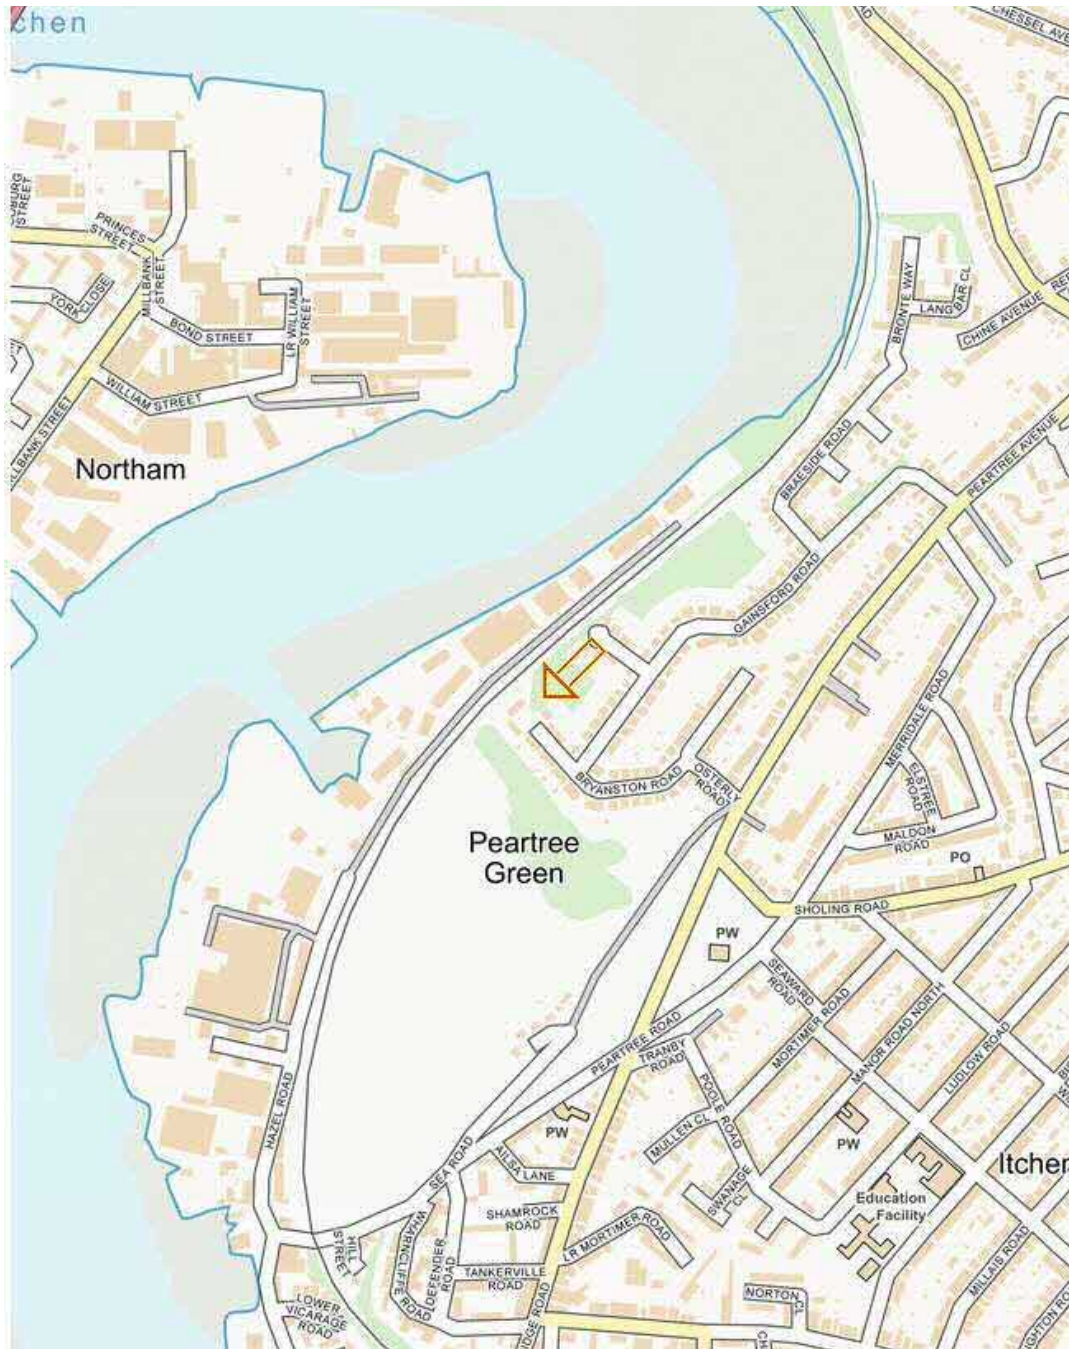 chen
CHESSEL AVE
PRINCES
STREET
MILLBANK
STREET
YORK
CLOSE
BOND STREET
LR WILLIAM
STREET
WILLIAM STREET
LLBANK STREET
Northam
BRONTE WAY
LANG BAR CL
CHINE AVENUE
PEARTREE AVENUE
BRAESIDE ROAD
GAINSFORD ROAD
MERRIDALE ROAD
ELSTREE
ROAD
BRYANSTON ROAD
OSTERLY
ROAD
MALDON
ROAD
Peartree
Green
PO
SHOLING ROAD
PW
SEAWARD
ROAD
MORTIMER ROAD
MANOR ROAD NORTH
LUDLOW ROAD
PEARTREE ROAD
TRANBY
ROAD
POOLE ROAD
HAZEL ROAD
SEA ROAD
PW
AILSA LANE
MULLEN CL
SWANAGE
CL
PW
Itcher
Education
Facility
SHAMROCK
ROAD
WHARNCLIFFE ROAD
DEFENDER
ROAD
HILL
STREET
LR MORTIMER ROAD
TANKERVILLE
ROAD
MILLAIS ROAD
NORTON CL
LOWER
VICARAGE
ROAD
IDGE ROAD